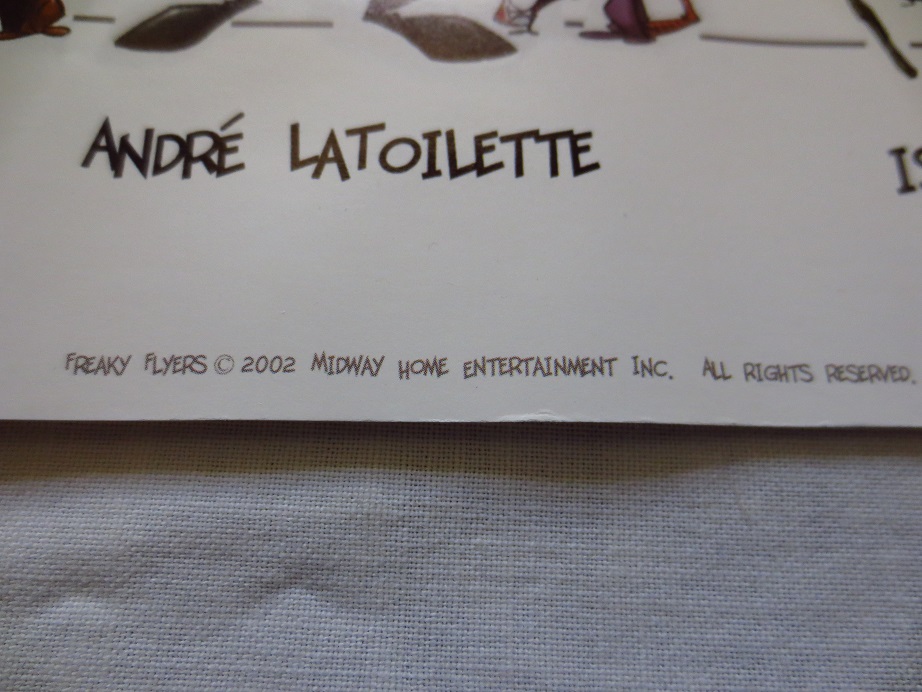 ANDRÉ LATOILETTE
FREAKY FLYERS © 2002 MIDWAY HOME ENTERTAINMENT INC. ALL RIGHTS RESERVED.